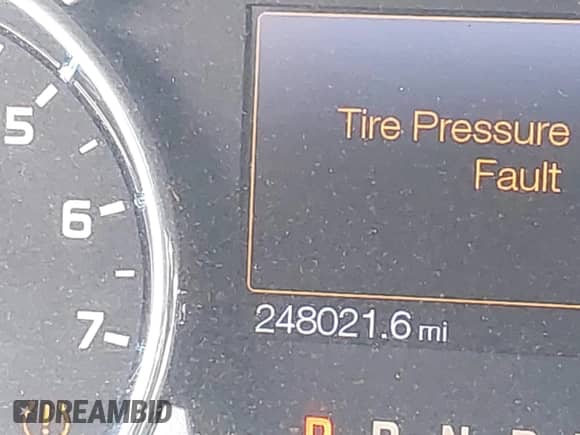 5
Tire Pressure
Fault
6
248021.6 mi
7
DREAMBID
P R N D